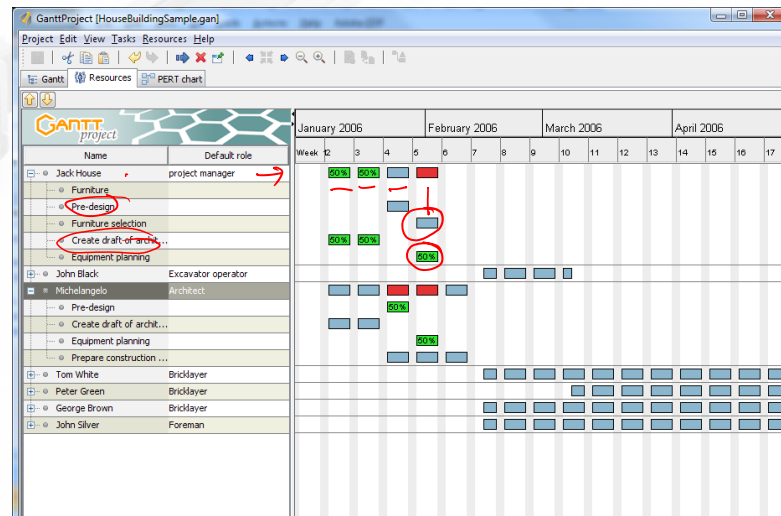 GanttProject [HouseBuildingSample.gan]
Project Edit View Tasks Resources Help
Gantt Resources PERT chart
GANTT project
January 2006 February 2006 March 2006 April 2006
Name Default role Week 2 3 4 5 6 7 8 9 10 11 12 13 14 15 16 17
Jack House project manager 50% 50%
Furniture
Pre-design
Furniture selection
Create draft of archit... 50% 50%
Equipment planning 50%
John Black Excavator operator
Michelangelo Architect
Pre-design 50%
Create draft of archit...
Equipment planning 50%
Prepare construction ...
Tom White Bricklayer
Peter Green Bricklayer
George Brown Bricklayer
John Silver Foreman